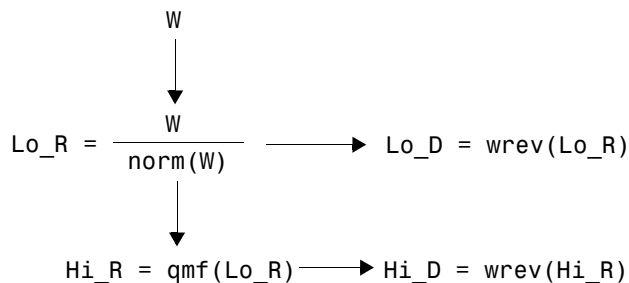 W
W
Lo_R =  
norm(W)
Lo_D = wrev(Lo_R)
Hi_R = qmf(Lo_R)
Hi_D = wrev(Hi_R)